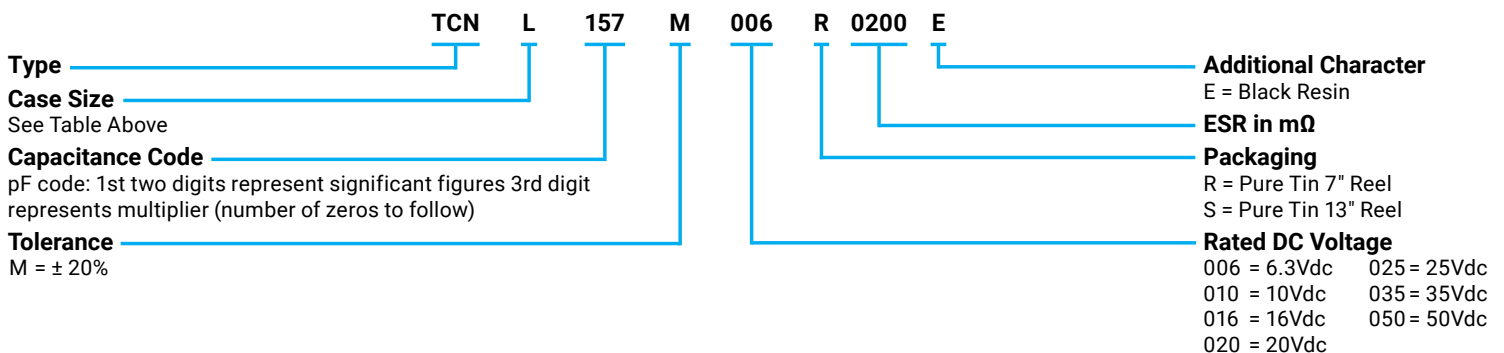 TCN L 157 M 006 R 0200 E
Type
Case Size
See Table Above
Capacitance Code
pF code: 1st two digits represent significant figures 3rd digit
represents multiplier (number of zeros to follow)
Tolerance
M = ± 20%
Additional Character
E = Black Resin
ESR in mΩ
Packaging
R = Pure Tin 7" Reel
S = Pure Tin 13" Reel
Rated DC Voltage
006 = 6.3Vdc 025 = 25Vdc
010 = 10Vdc 035 = 35Vdc
016 = 16Vdc 050 = 50Vdc
020 = 20Vdc